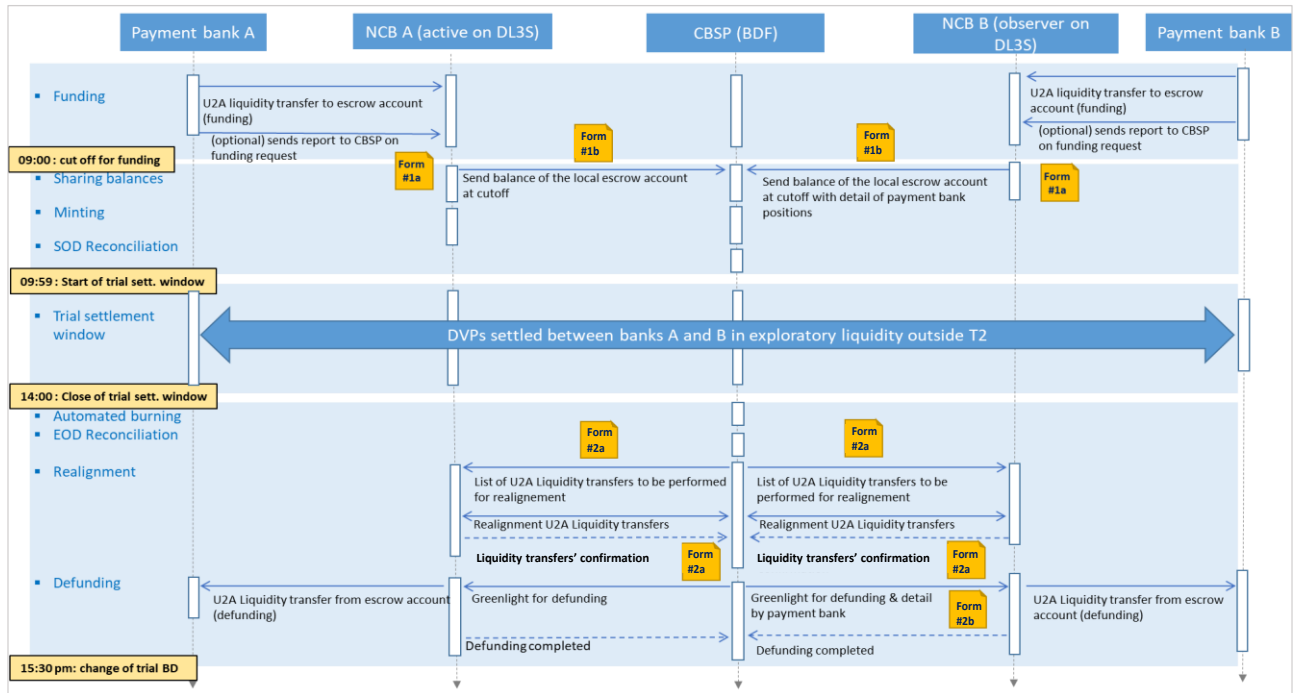 Payment bank A
NCB A (active on DL3S)
CBSP (BDF)
NCB B (observer on
DL3S)
Payment bank B
Funding
U2A liquidity transfer to escrow account
(funding)
(optional) sends report to CBSP on
funding request
U2A liquidity transfer to escrow
account (funding)
(optional) sends report to CBSP
on funding request
Form
#1b
Form
#1b
09:00 : cut off for funding
Sharing balances
Form
#1a
Send balance of the local escrow account
at cutoff
Send balance of the local escrow account
at cutoff with detail of payment bank
positions
Form
#1a
Minting
SOD Reconciliation
09:59 : Start of trial sett. window
Trial settlement
window
DVPs settled between banks A and B in exploratory liquidity outside T2
14:00 : Close of trial sett. window
Automated burning
EOD Reconciliation
Form
#2a
Form
#2a
Realignment
List of U2A Liquidity transfers to be performed
for realignement
List of U2A Liquidity transfers to be
performed for realignement
Realignment U2A Liquidity transfers
Realignment U2A Liquidity transfers
Liquidity transfers' confirmation
Form
#2a
Liquidity transfers' confirmation
Form
#2a
Defunding
U2A Liquidity transfer from escrow account
(defunding)
Greenlight for defunding
Greenlight for defunding & detail
by payment bank
Form
#2b
U2A Liquidity transfer from escrow
account (defunding)
Defunding completed
Defunding completed
15:30 pm: change of trial BD